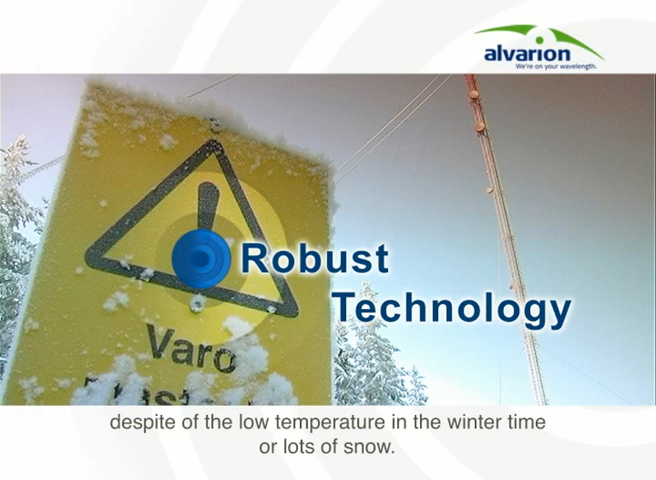 alvarion
We're on your wavelength.
Robust
Technology
Varo
despite of the low temperature in the winter time
or lots of snow.